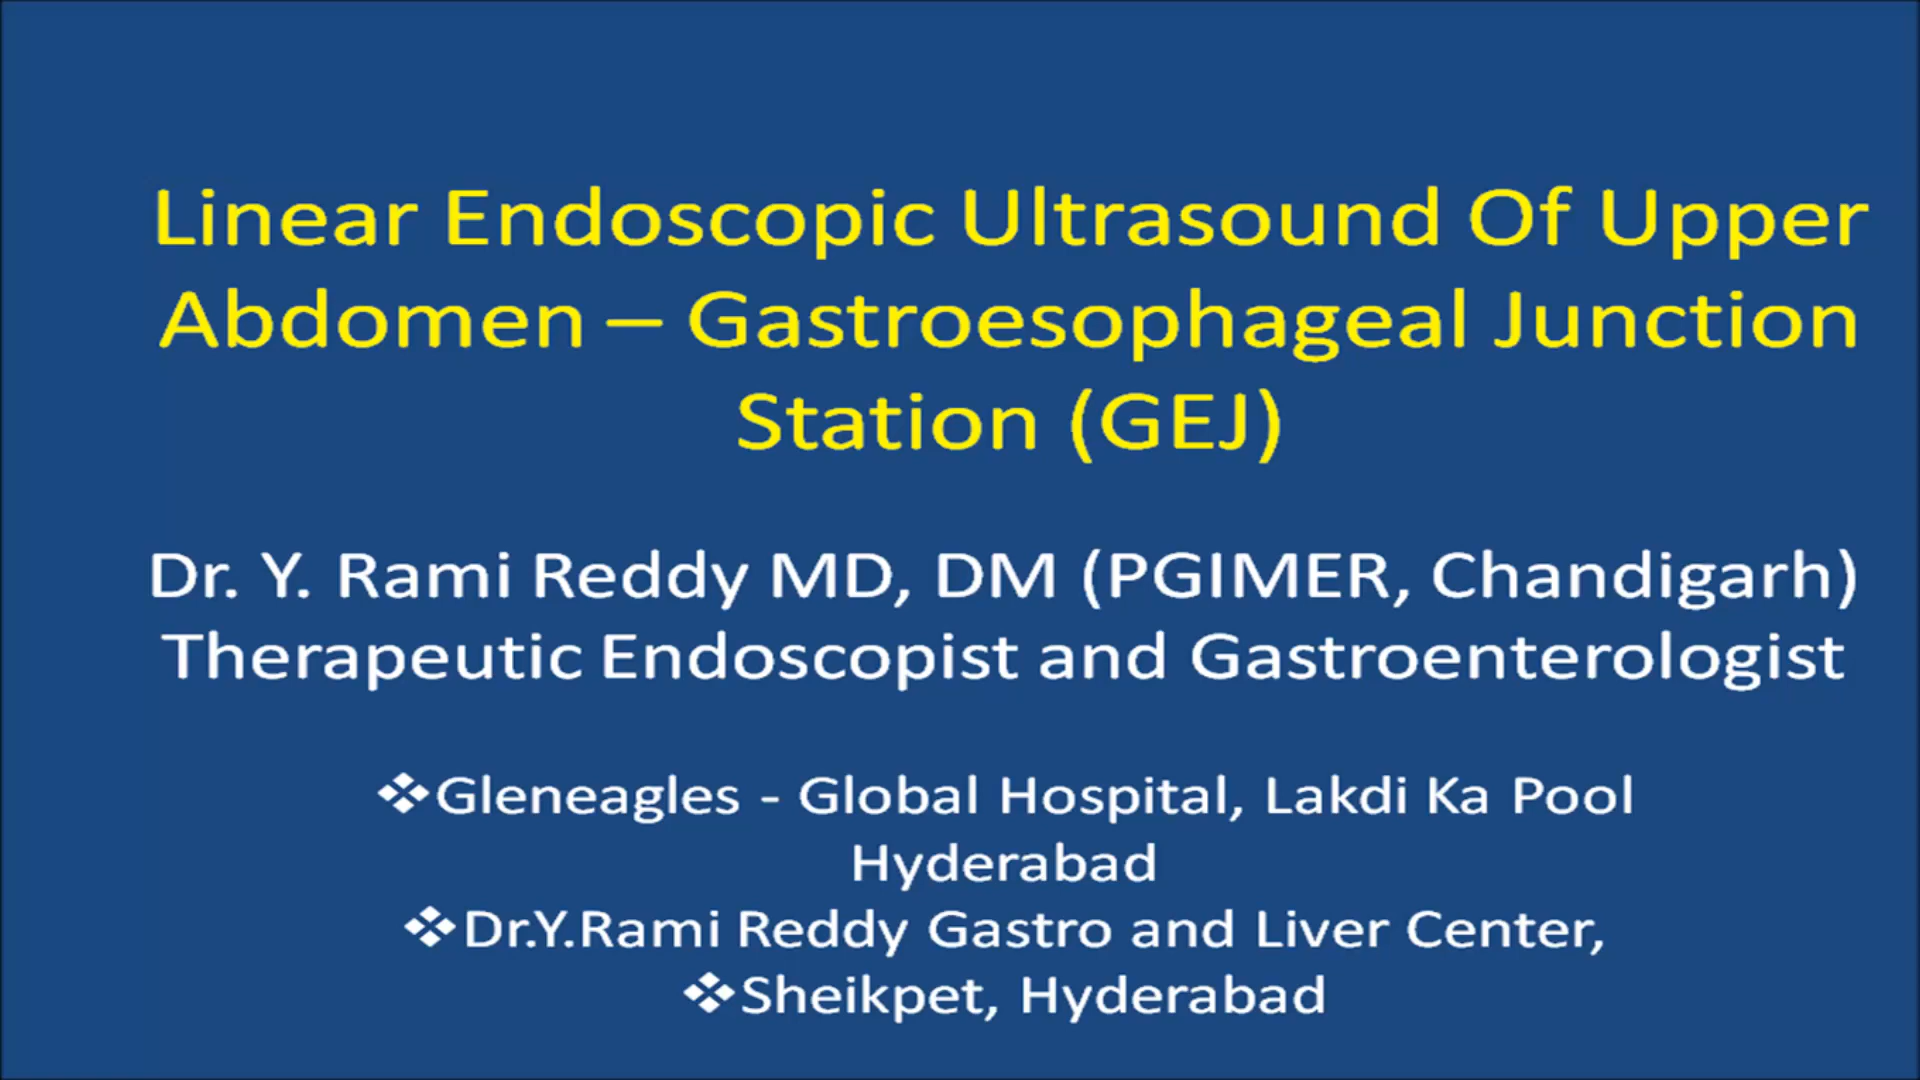 Linear Endoscopic Ultrasound Of Upper
Abdomen – Gastroesophageal Junction
Station (GEJ)
Dr. Y. Rami Reddy MD, DM (PGIMER, Chandigarh)
Therapeutic Endoscopist and Gastroenterologist
❖Gleneagles - Global Hospital, Lakdi Ka Pool
Hyderabad
❖Dr.Y.Rami Reddy Gastro and Liver Center,
❖Sheikpet, Hyderabad